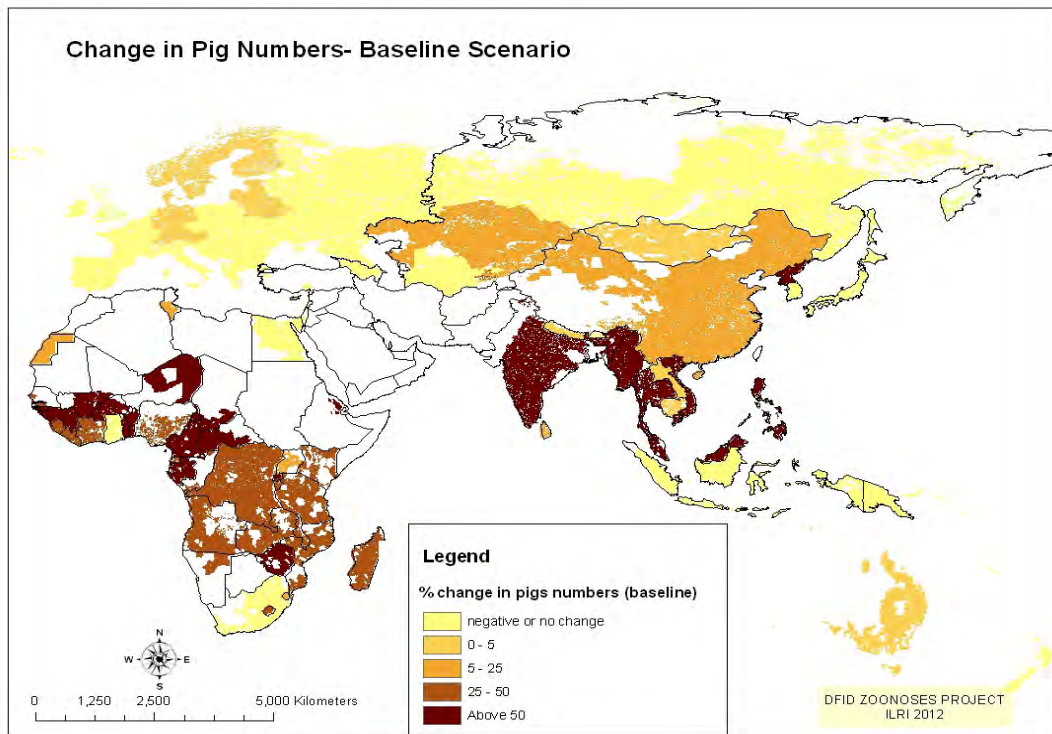 Change in Pig Numbers- Baseline Scenario
Legend
% change in pigs numbers (baseline)
negative or no change
0 - 5
5 - 25
25 - 50
Above 50
N
W E
S
0 1,250 2,500 5,000 Kilometers
DFID ZOONOSES PROJECT
ILRI 2012